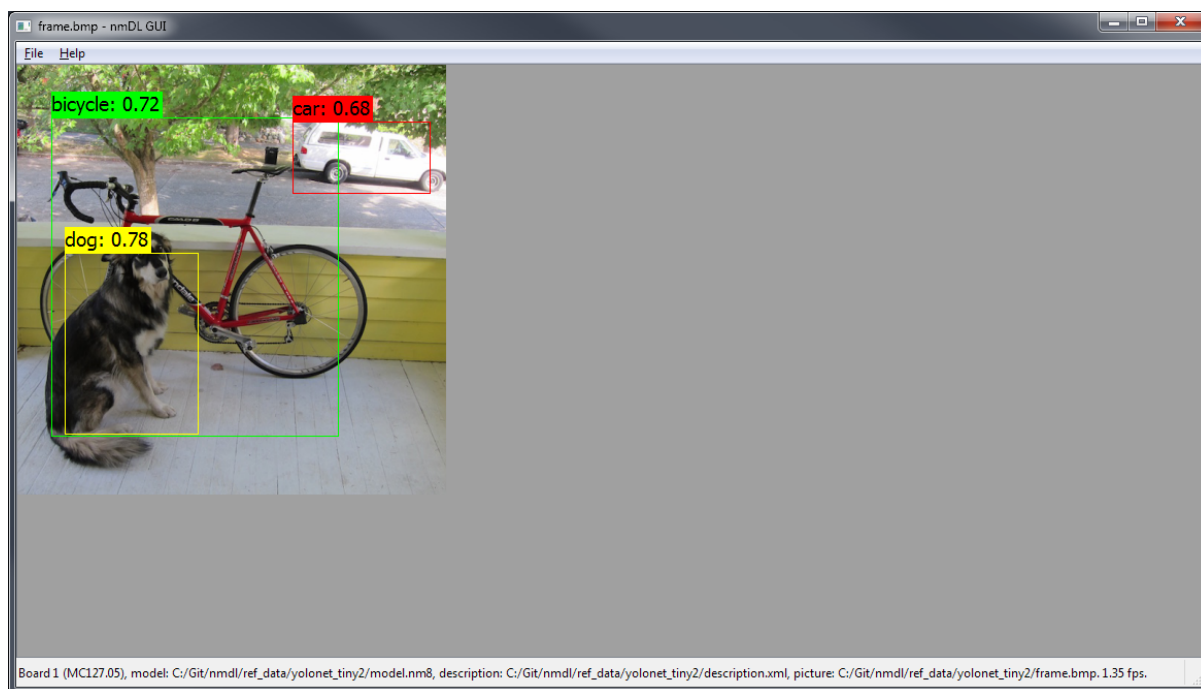 frame.bmp - nmDL GUI
File Help
bicycle: 0.72
car: 0.68
dog: 0.78
Board 1 (MC127.05), model: C:/Git/nmdl/ref_data/yolonet_tiny2/model.nm8, description: C:/Git/nmdl/ref_data/yolonet_tiny2/description.xml, picture: C:/Git/nmdl/ref_data/yolonet_tiny2/frame.bmp. 1.35 fps.